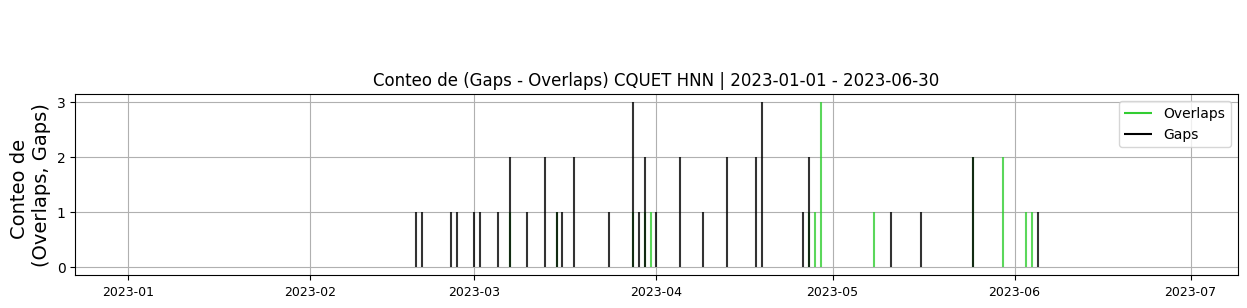 Conteo de (Gaps - Overlaps) CQUET HNN | 2023-01-01 - 2023-06-30
Conteo de
(Overlaps, Gaps)
3
2
1
0
Overlaps
Gaps
2023-01
2023-02
2023-03
2023-04
2023-05
2023-06
2023-07